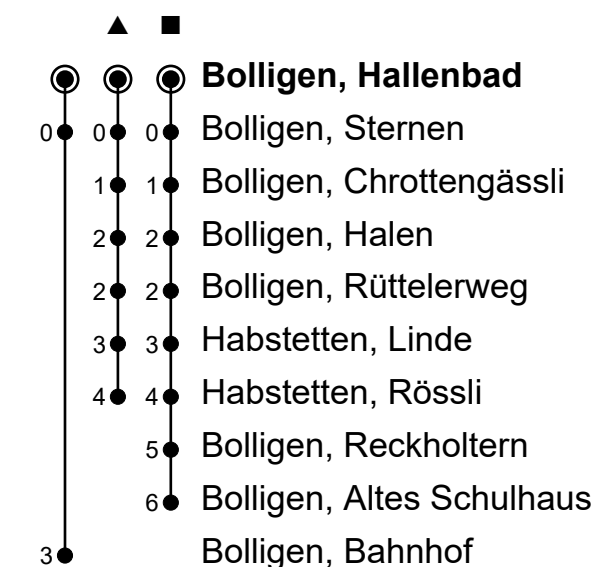 ▲ ■
Bolligen, Hallenbad
0 0 0 Bolligen, Sternen
1 1 Bolligen, Chrottengässli
2 2 Bolligen, Halen
2 2 Bolligen, Rüttelerweg
3 3 Habstetten, Linde
4 4 Habstetten, Rössli
5 Bolligen, Reckholtern
6 Bolligen, Altes Schulhaus
3 Bolligen, Bahnhof